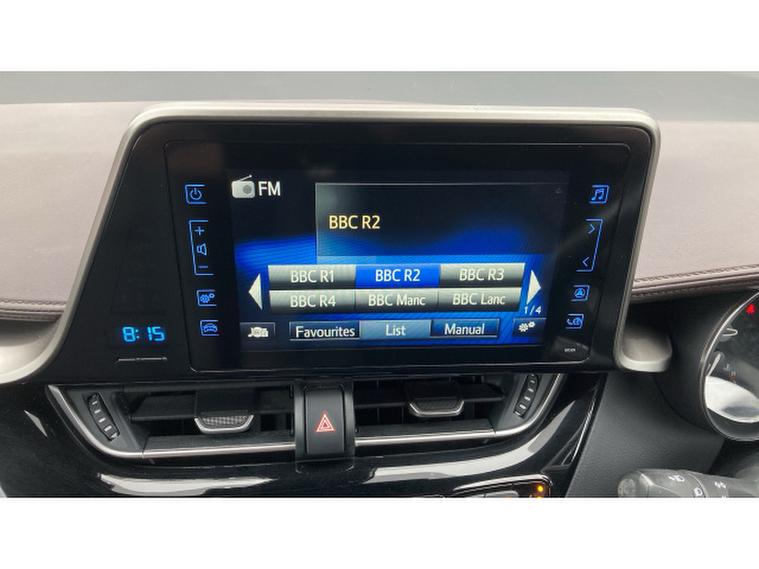 FM
BBC R2
BBC R1 BBC R2 BBC R3
BBC R4 BBC Manc BBC Lanc
1/4
Favourites List Manual
8:15